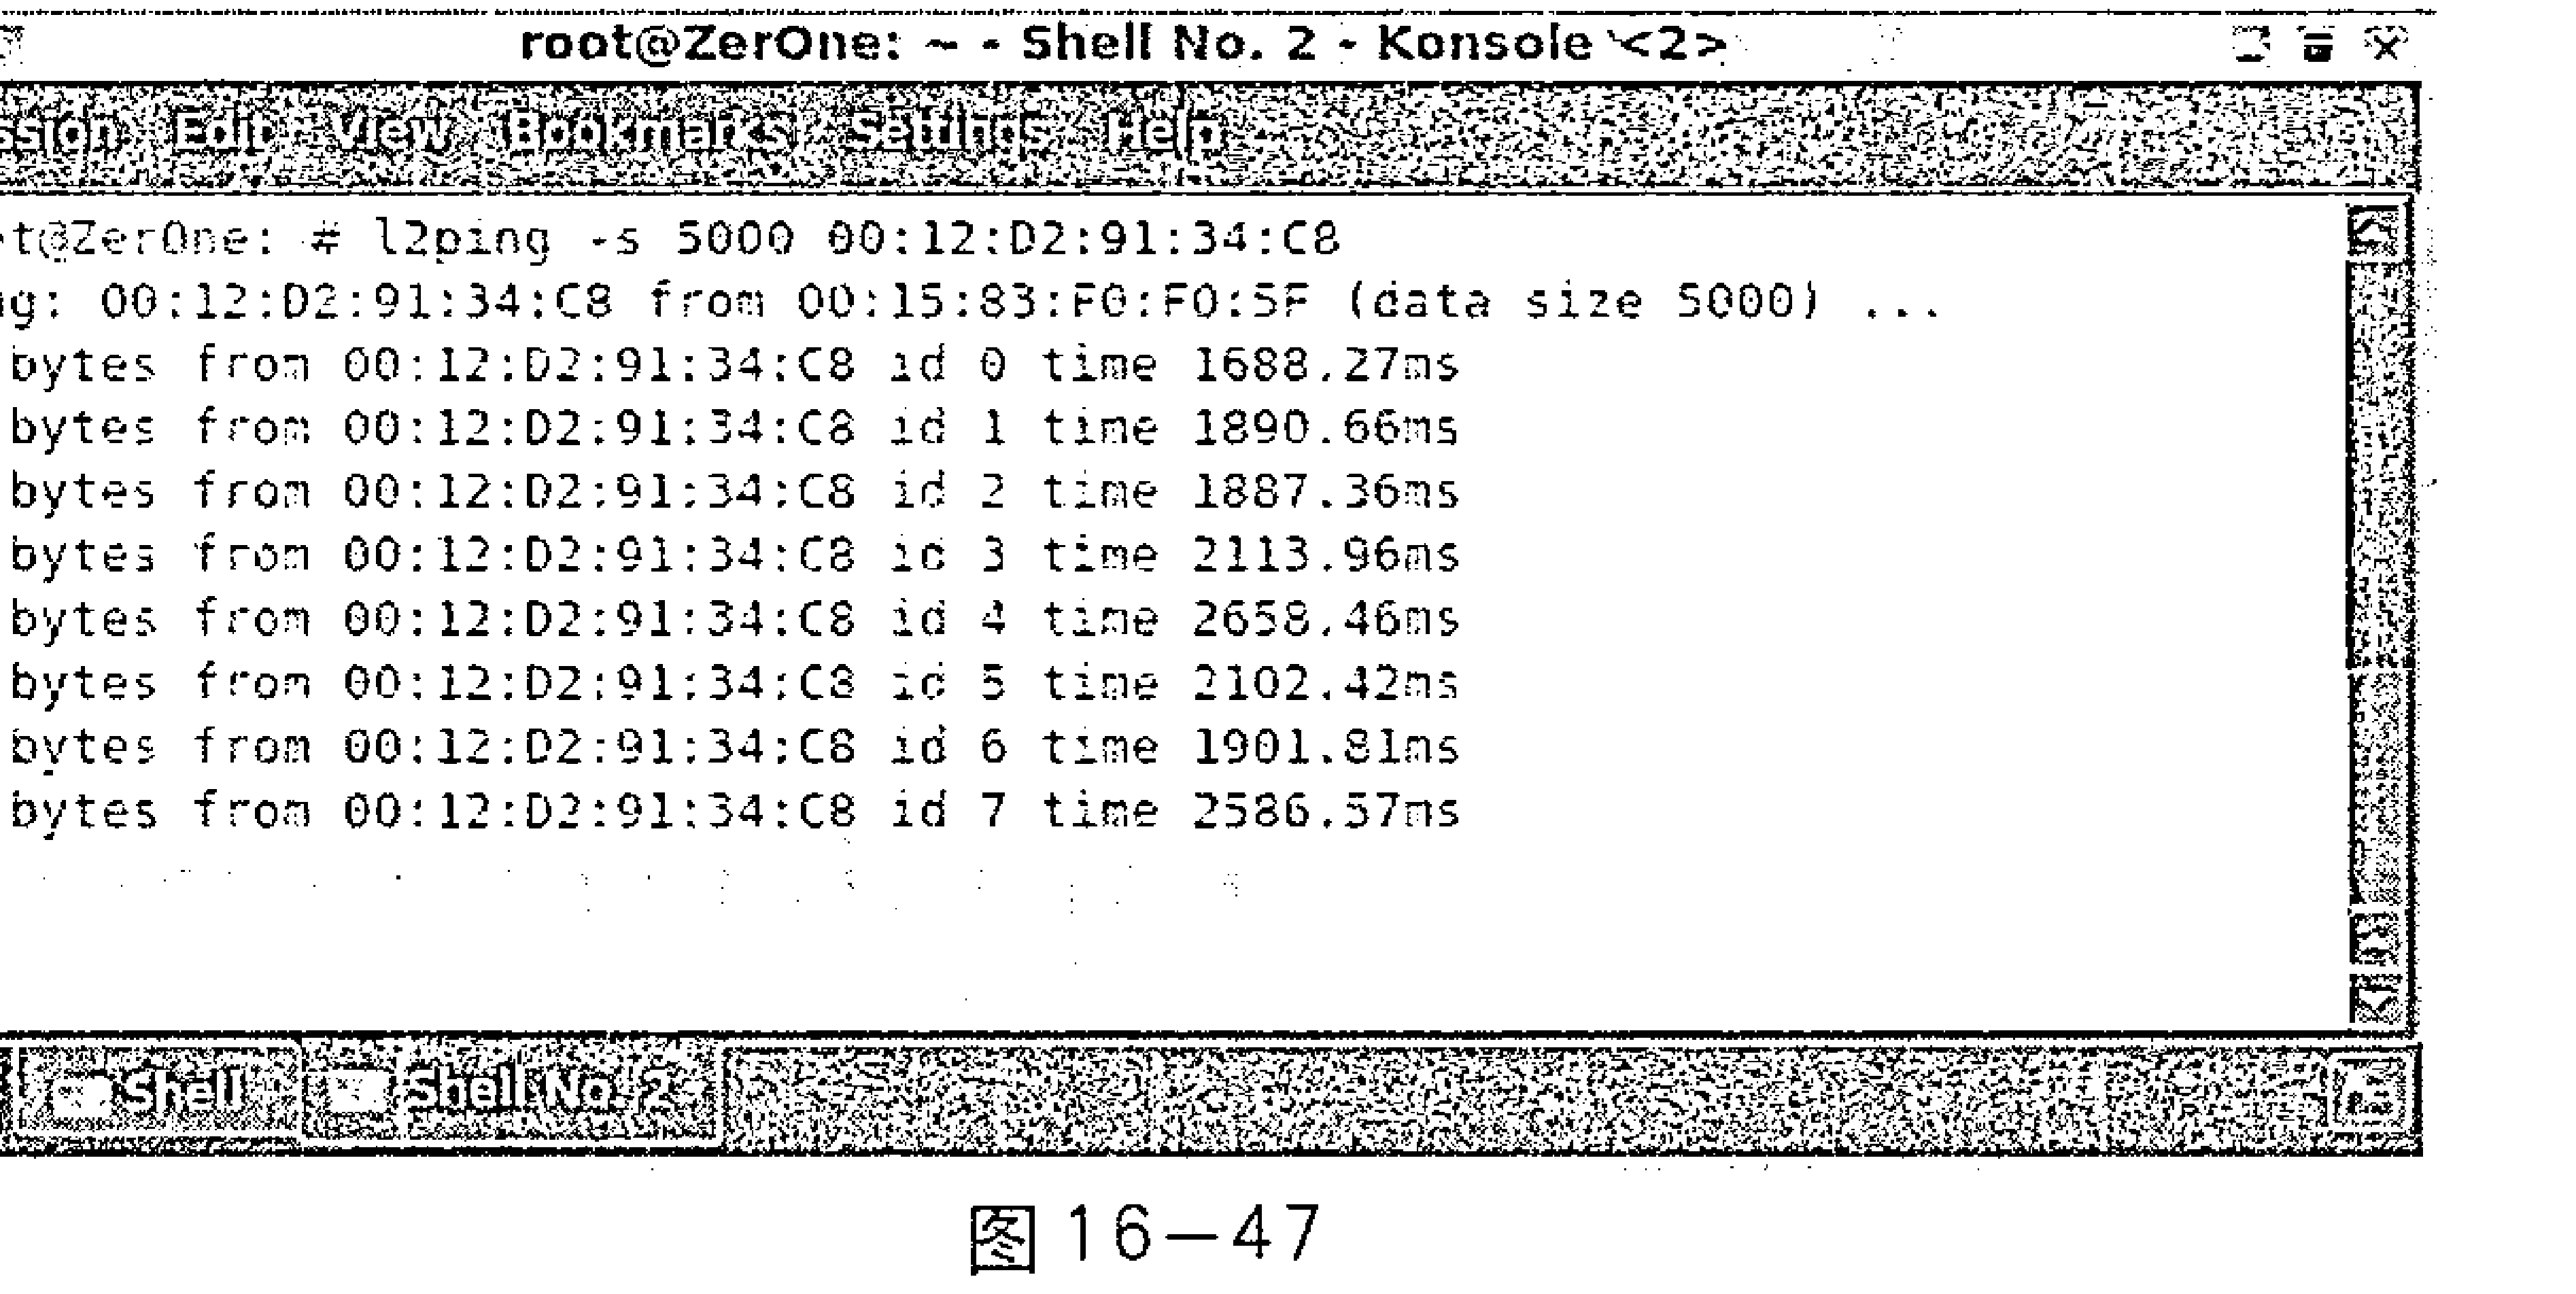 root@ZerOne: ~ - Shell No. 2 - Konsole <2>
ssion Edit View Bookmarks Settings Help
t@ZerOne: # l2ping -s 5000 00:12:D2:91:34:C8
ng: 00:12:D2:91:34:C8 from 00:15:83:F0:F0:5F (data size 5000) ...
bytes from 00:12:D2:91:34:C8 id 0 time 1688.27ms
bytes from 00:12:D2:91:34:C8 id 1 time 1890.66ms
bytes from 00:12:D2:91:34:C8 id 2 time 1887.36ms
bytes from 00:12:D2:91:34:C8 id 3 time 2113.96ms
bytes from 00:12:D2:91:34:C8 id 4 time 2658.46ms
bytes from 00:12:D2:91:34:C8 id 5 time 2102.42ms
bytes from 00:12:D2:91:34:C8 id 6 time 1901.81ms
bytes from 00:12:D2:91:34:C8 id 7 time 2586.57ms
Shell Shell No. 2
图 16-47